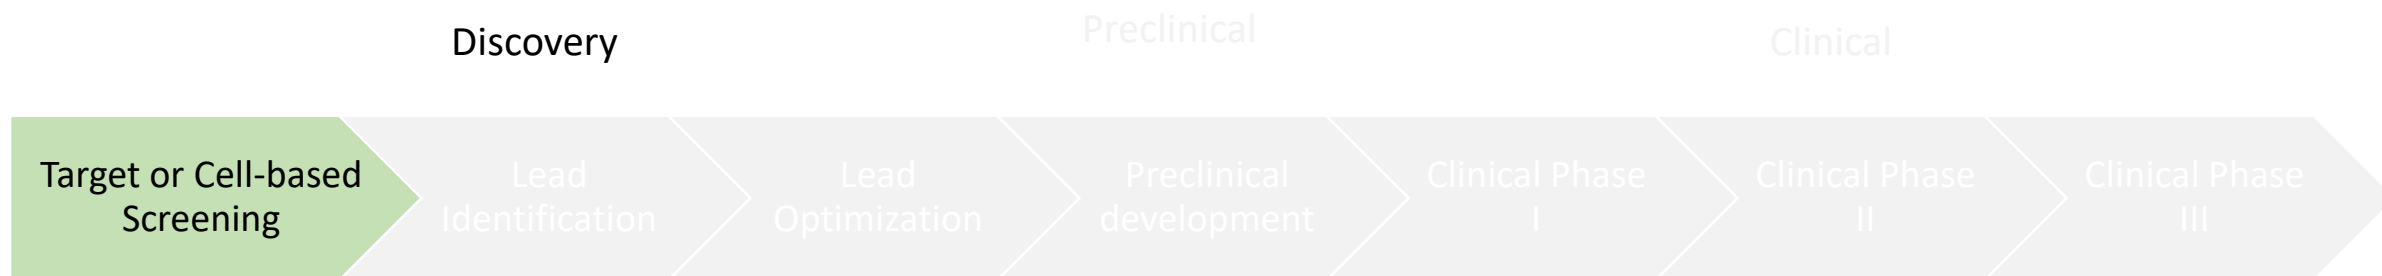 Discovery
Preclinical
Clinical
Target or Cell-based
Screening
Lead
Identification
Lead
Optimization
Preclinical
development
Clinical Phase
I
Clinical Phase
II
Clinical Phase
III